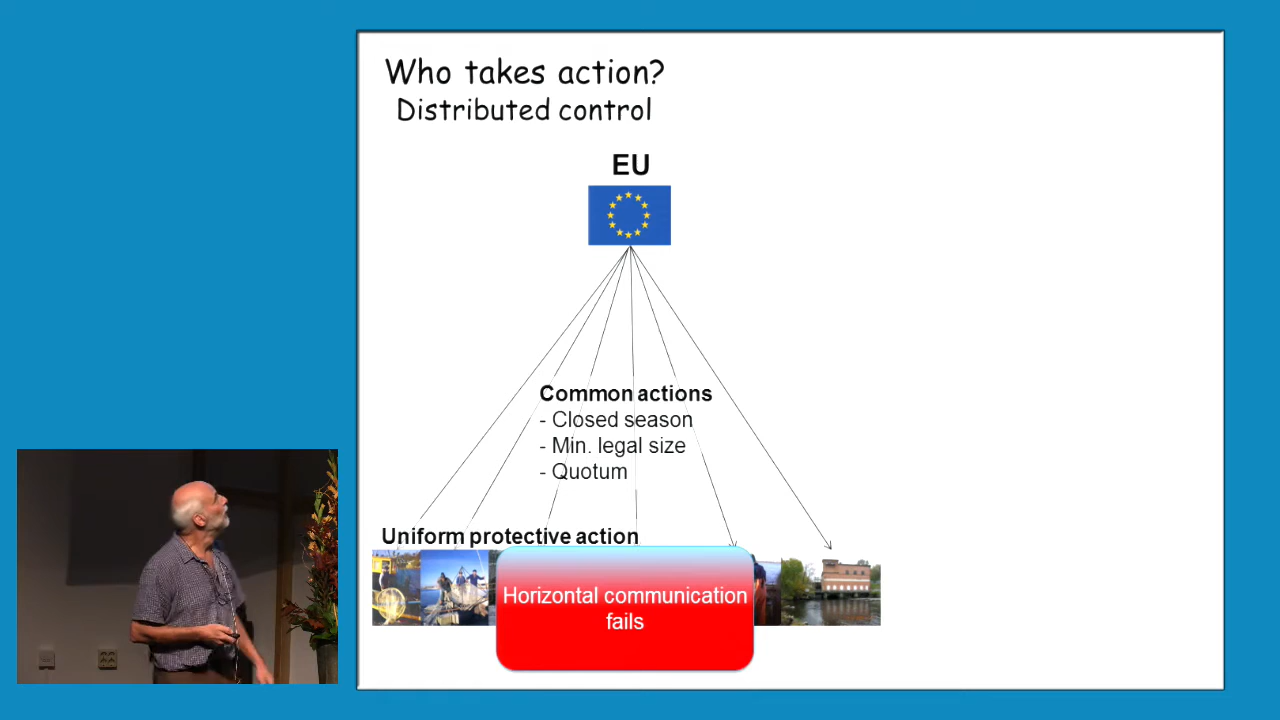 Who takes action?
Distributed control
EU
Common actions
- Closed season
- Min. legal size
- Quotum
Uniform protective action
Horizontal communication
fails